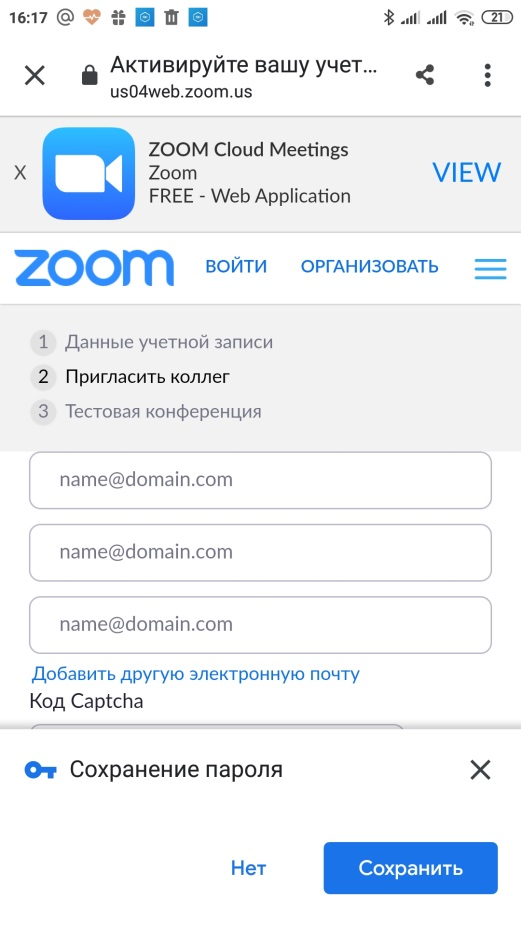 16:17
21
Активируйте вашу учет...
us04web.zoom.us
X
ZOOM Cloud Meetings
Zoom
FREE - Web Application
VIEW
zoom
ВОЙТИ
ОРГАНИЗОВАТЬ
1 Данные учетной записи
2 Пригласить коллег
3 Тестовая конференция
name@domain.com
name@domain.com
name@domain.com
Добавить другую электронную почту
Код Captcha
Сохранение пароля
Нет
Сохранить